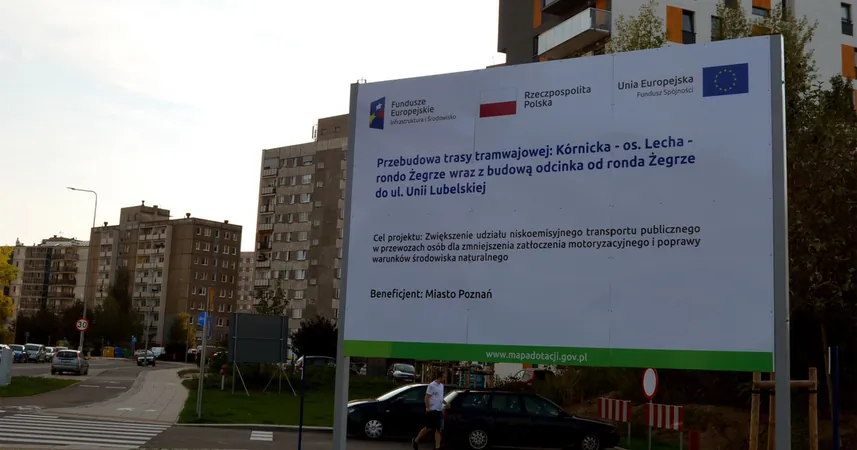 Fundusze
Europejskie
Infrastruktura i Środowisko
Rzeczpospolita
Polska
Unia Europejska
Fundusz Spójności
Przebudowa trasy tramwajowej: Kórnicka - os. Lecha -
rondo Żegrze wraz z budową odcinka od ronda Żegrze
do ul. Unii Lubelskiej
Cel projektu: Zwiększenie udziału niskoemisyjnego transportu publicznego
w przewozach osób dla zmniejszenia zatłoczenia motoryzacyjnego i poprawy
warunków środowiska naturalnego
Beneficjent: Miasto Poznań
www.mapadotacji.gov.pl
30